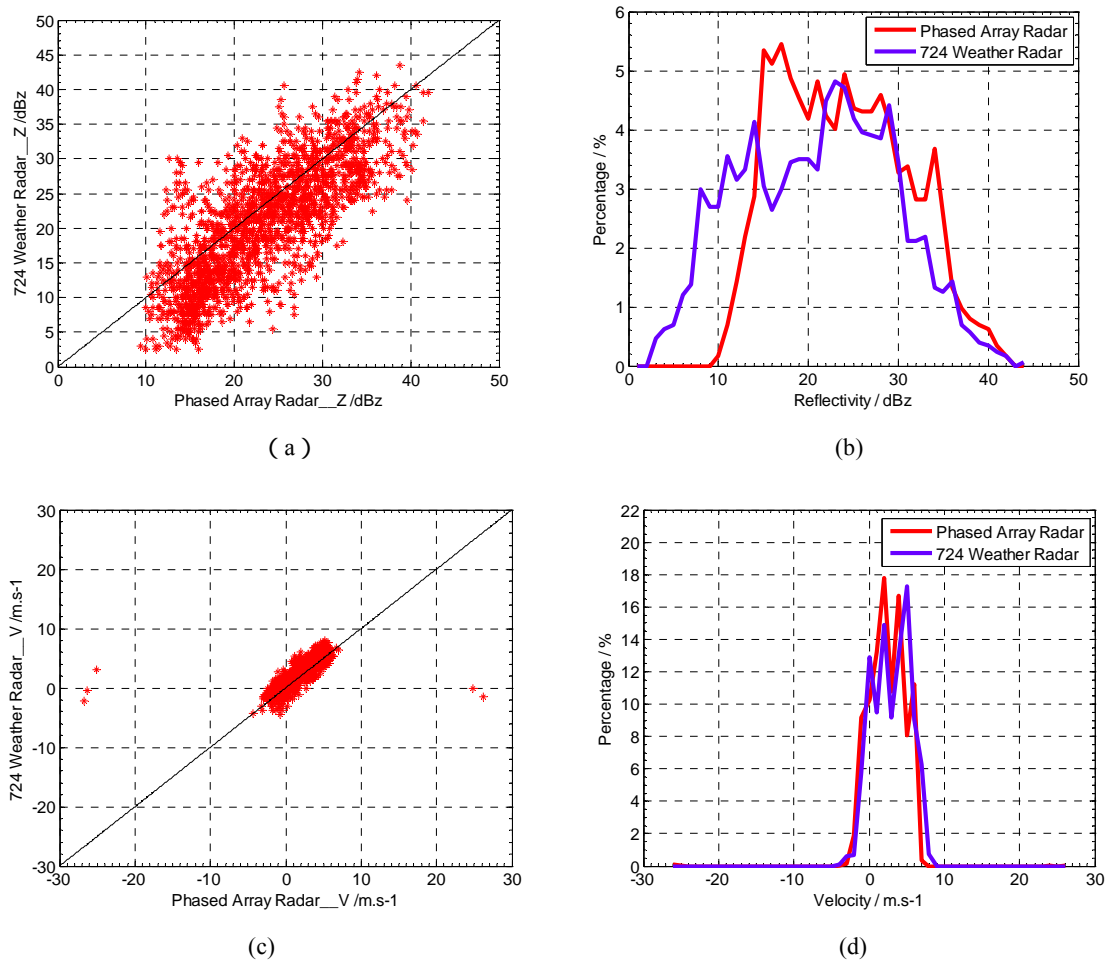 50
45
40
35
30
25
20
15
10
5
0
0 10 20 30 40 50
724 Weather Radar__Z /dBz
Phased Array Radar__Z /dBz
( a )
6
5
4
3
2
1
0
0 10 20 30 40 50
Percentage / %
Reflectivity / dBz
Phased Array Radar
724 Weather Radar
(b)
30
20
10
0
-10
-20
-30
-30 -20 -10 0 10 20 30
724 Weather Radar__V /m.s-1
Phased Array Radar__V /m.s-1
(c)
22
20
18
16
14
12
10
8
6
4
2
0
-30 -20 -10 0 10 20 30
Percentage / %
Velocity / m.s-1
Phased Array Radar
724 Weather Radar
(d)